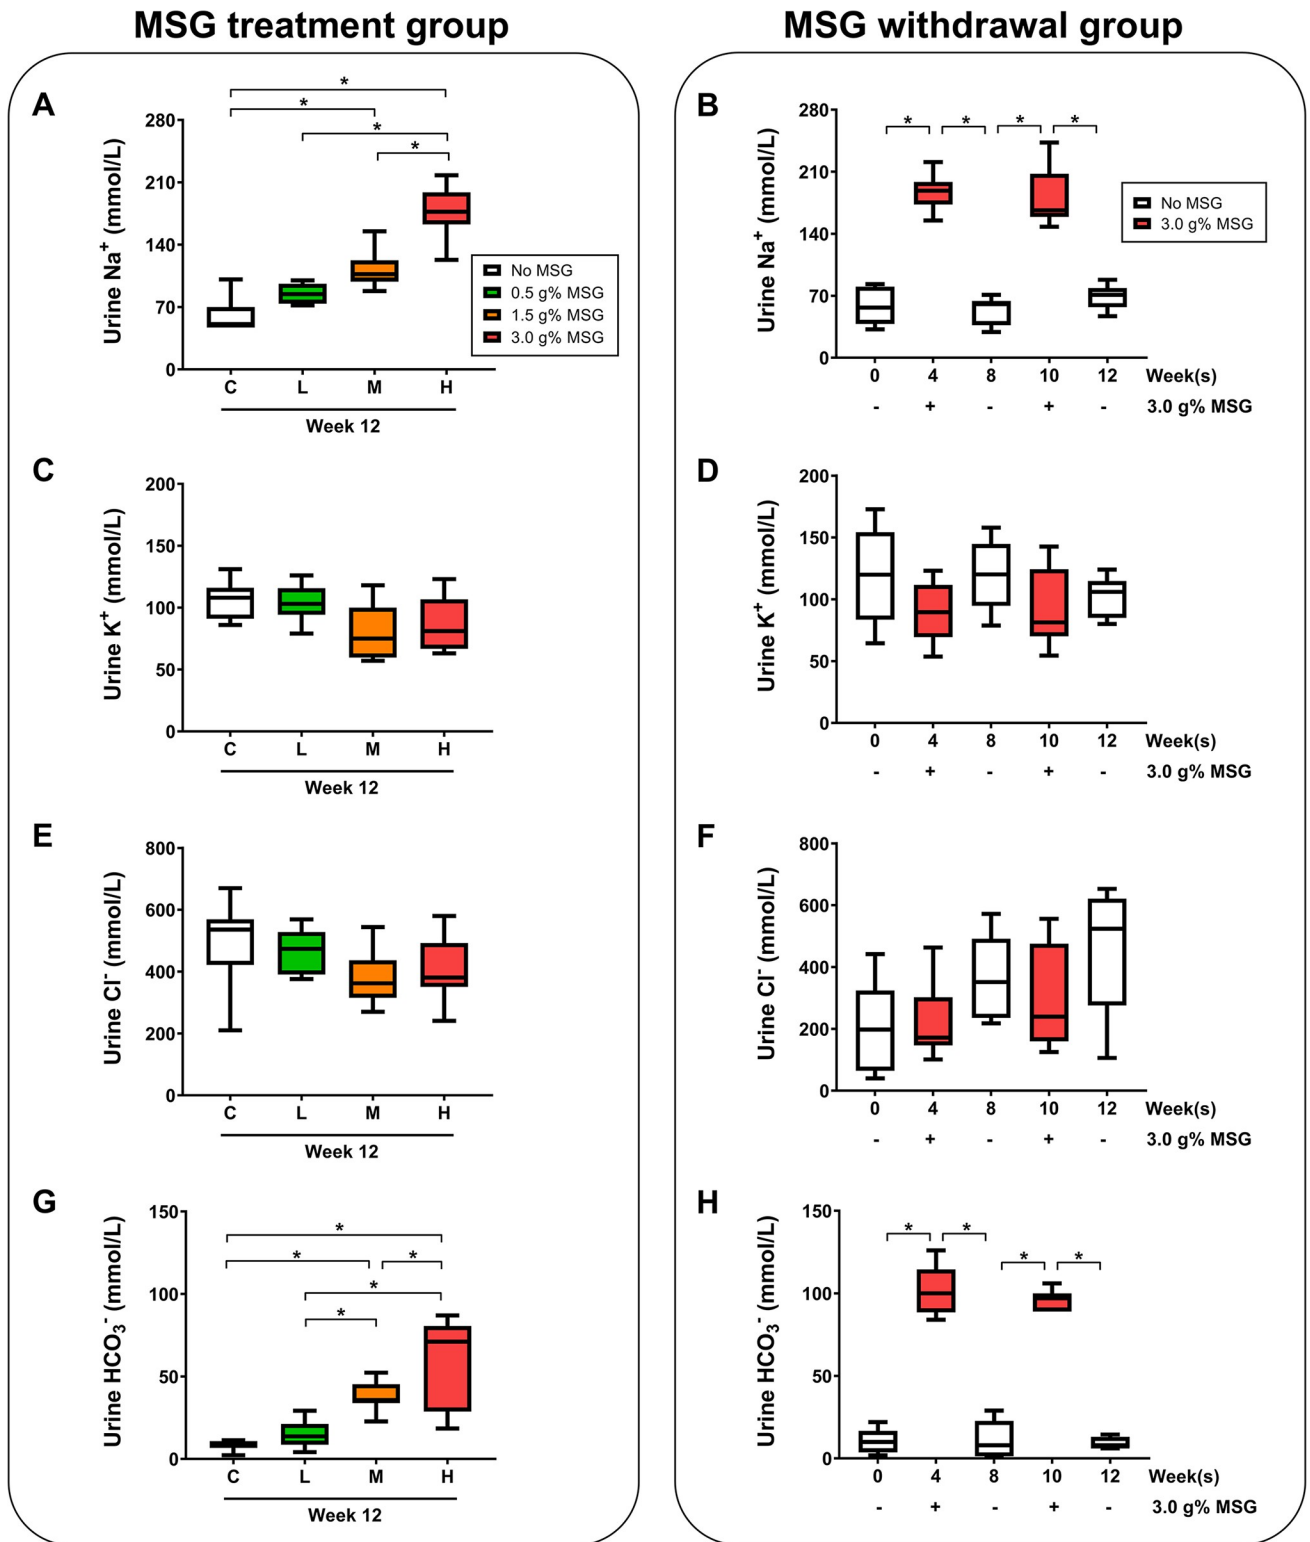 MSG treatment group
MSG withdrawal group
A
* * * *
Urine Na⁺ (mmol/L)
280
210
140
70
0
No MSG
0.5 g% MSG
1.5 g% MSG
3.0 g% MSG
C L M H
Week 12
B
* * * *
Urine Na⁺ (mmol/L)
280
210
140
70
0
No MSG
3.0 g% MSG
0 4 8 10 12 Week(s)
- + - + - 3.0 g% MSG
C
Urine K⁺ (mmol/L)
200
150
100
50
0
C L M H
Week 12
D
Urine K⁺ (mmol/L)
200
150
100
50
0
0 4 8 10 12 Week(s)
- + - + - 3.0 g% MSG
E
Urine Cl⁻ (mmol/L)
800
600
400
200
0
C L M H
Week 12
F
Urine Cl⁻ (mmol/L)
800
600
400
200
0
0 4 8 10 12 Week(s)
- + - + - 3.0 g% MSG
G
* * * * *
Urine HCO₃⁻ (mmol/L)
150
100
50
0
C L M H
Week 12
H
* * * *
Urine HCO₃⁻ (mmol/L)
150
100
50
0
0 4 8 10 12 Week(s)
- + - + - 3.0 g% MSG